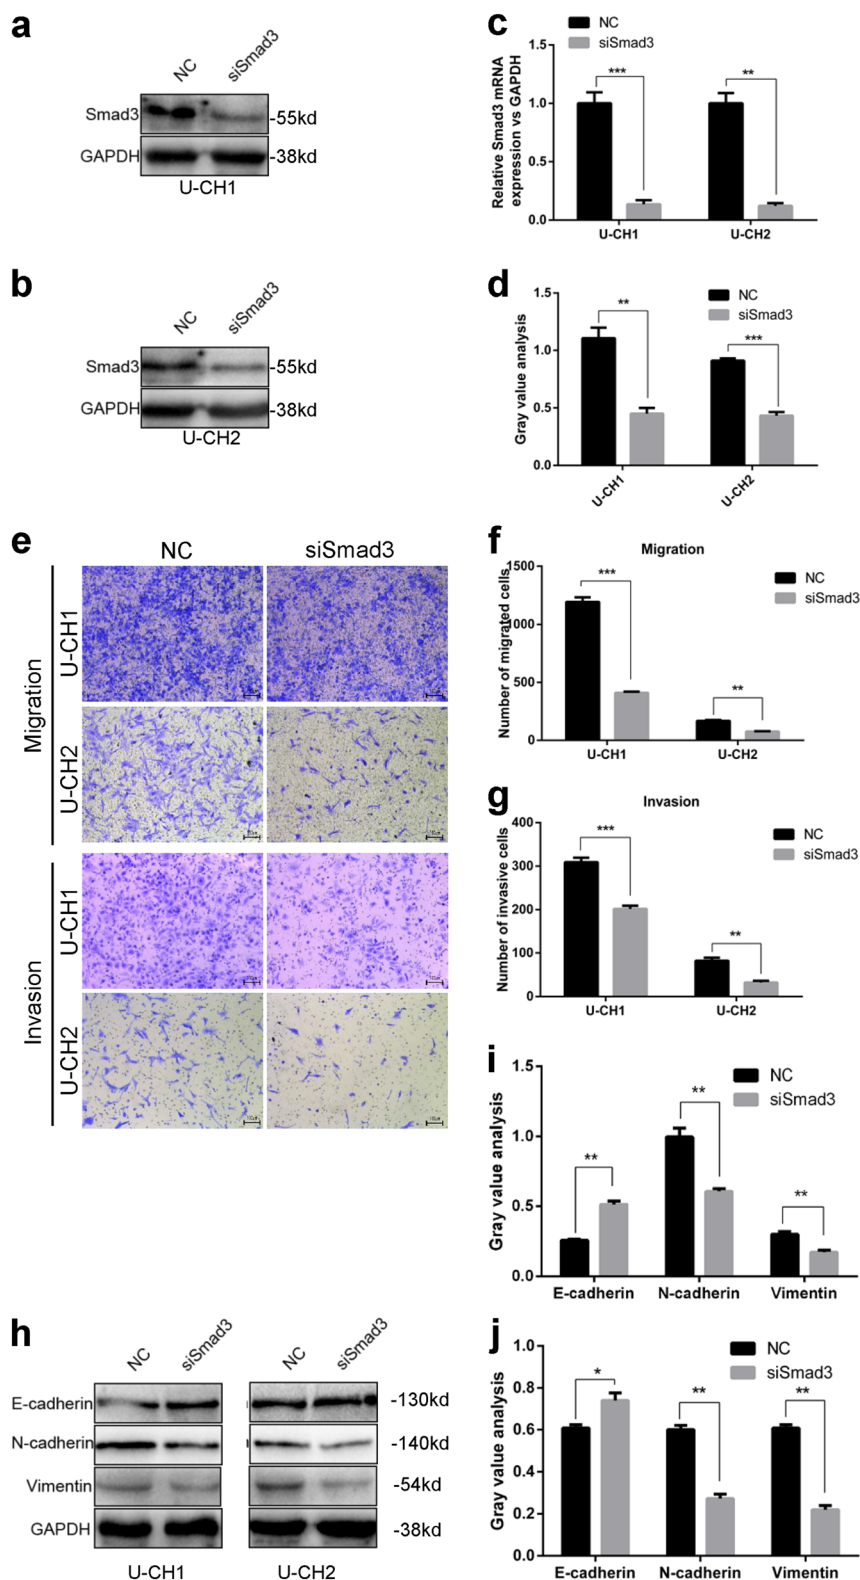 a
NC
siSmad3
Smad3
-55kd
GAPDH
-38kd
U-CH1
b
NC
siSmad3
Smad3
-55kd
GAPDH
-38kd
U-CH2
c
NC
siSmad3
Relative Smad3 mRNA
expression vs GAPDH
1.5
1.0
0.5
0.0
***
**
U-CH1
U-CH2
d
NC
siSmad3
Gray value analysis
1.5
1.0
0.5
0.0
**
***
U-CH1
U-CH2
e
NC
siSmad3
Migration
U-CH1
U-CH2
Invasion
U-CH1
U-CH2
f
Migration
NC
siSmad3
Number of migrated cells
1500
1000
500
0
***
**
U-CH1
U-CH2
g
Invasion
NC
siSmad3
Number of invasive cells
400
300
200
100
0
***
**
U-CH1
U-CH2
i
NC
siSmad3
Gray value analysis
1.5
1.0
0.5
0.0
**
**
**
E-cadherin
N-cadherin
Vimentin
h
NC
siSmad3
NC
siSmad3
E-cadherin
-130kd
N-cadherin
-140kd
Vimentin
-54kd
GAPDH
-38kd
U-CH1
U-CH2
j
NC
siSmad3
Gray value analysis
1.0
0.8
0.6
0.4
0.2
0.0
*
**
**
E-cadherin
N-cadherin
Vimentin